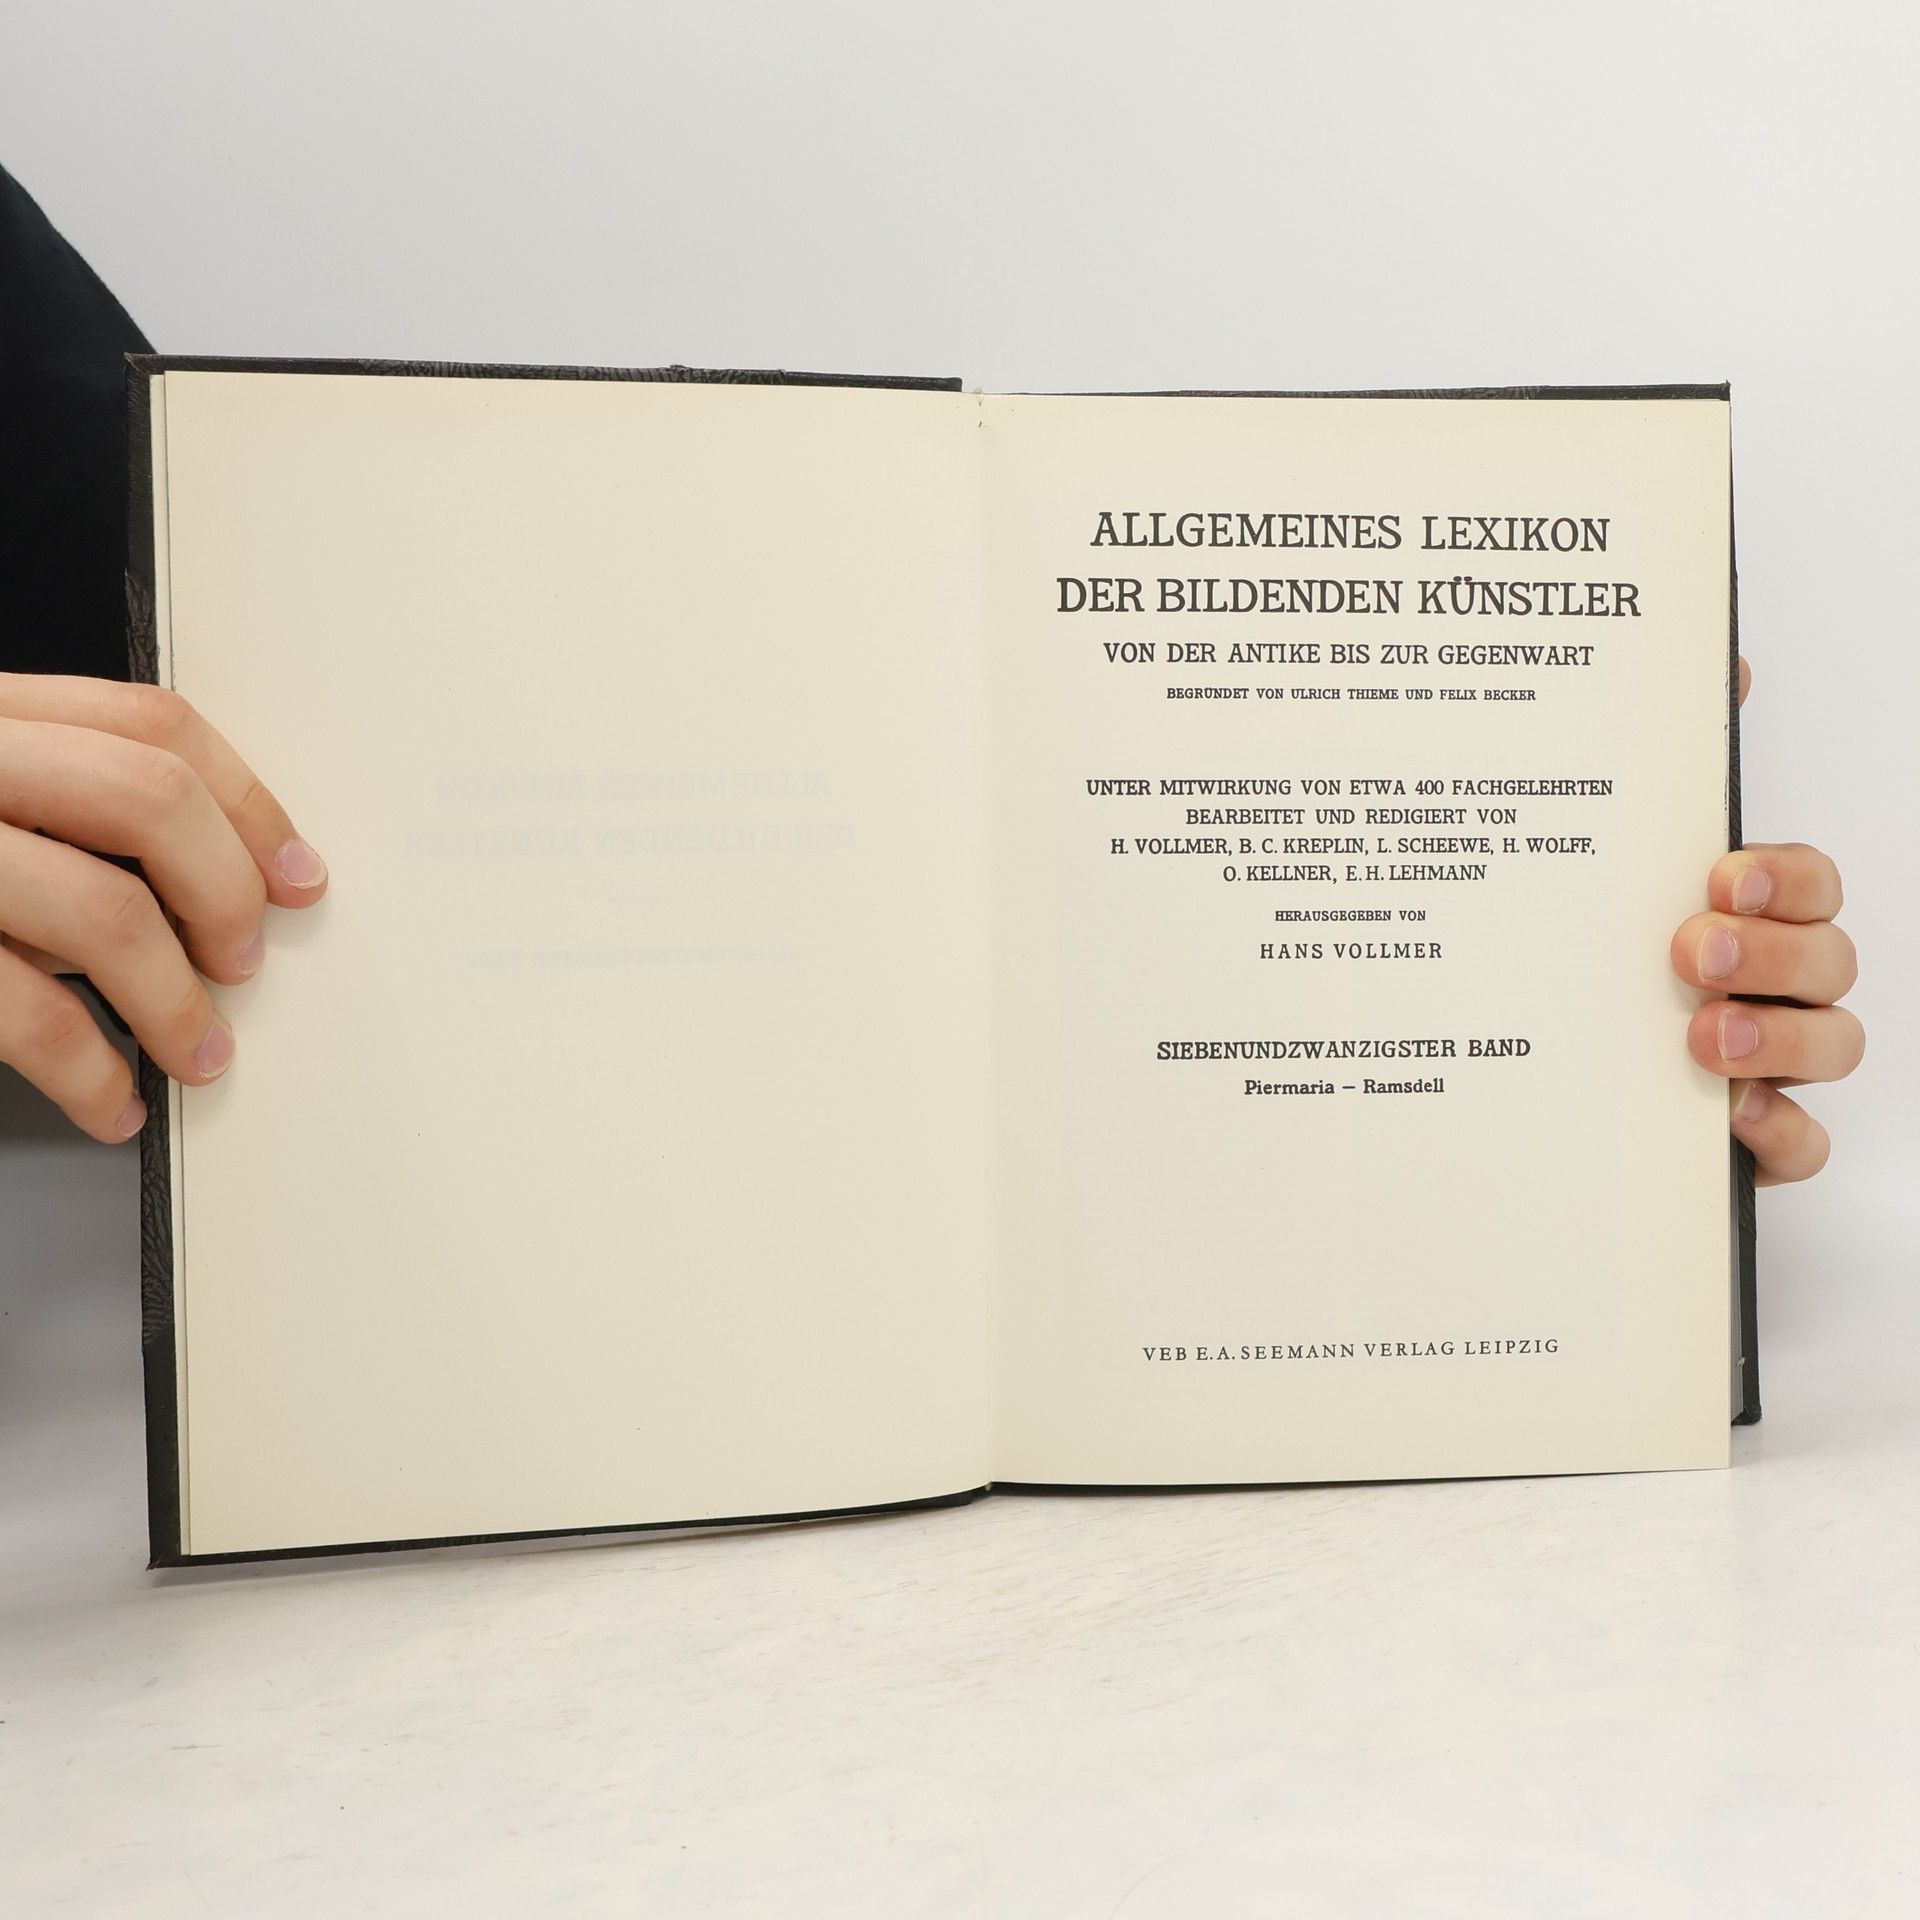 ALLGEMEINES LEXIKON
DER BILDENDEN KÜNSTLER
VON DER ANTIKE BIS ZUR GEGENWART
BEGRÜNDET VON ULRICH THIEME UND FELIX BECKER
UNTER MITWIRKUNG VON ETWA 400 FACHGELEHRTEN
BEARBEITET UND REDIGIERT VON
H. VOLLMER, B. C. KREPLIN, L. SCHEEWE, H. WOLFF,
O. KELLNER, E. H. LEHMANN
HERAUSGEGEBEN VON
HANS VOLLMER
SIEBENUNDZWANZIGSTER BAND
Piermaria – Ramsdell
VEB E. A. SEEMANN VERLAG LEIPZIG